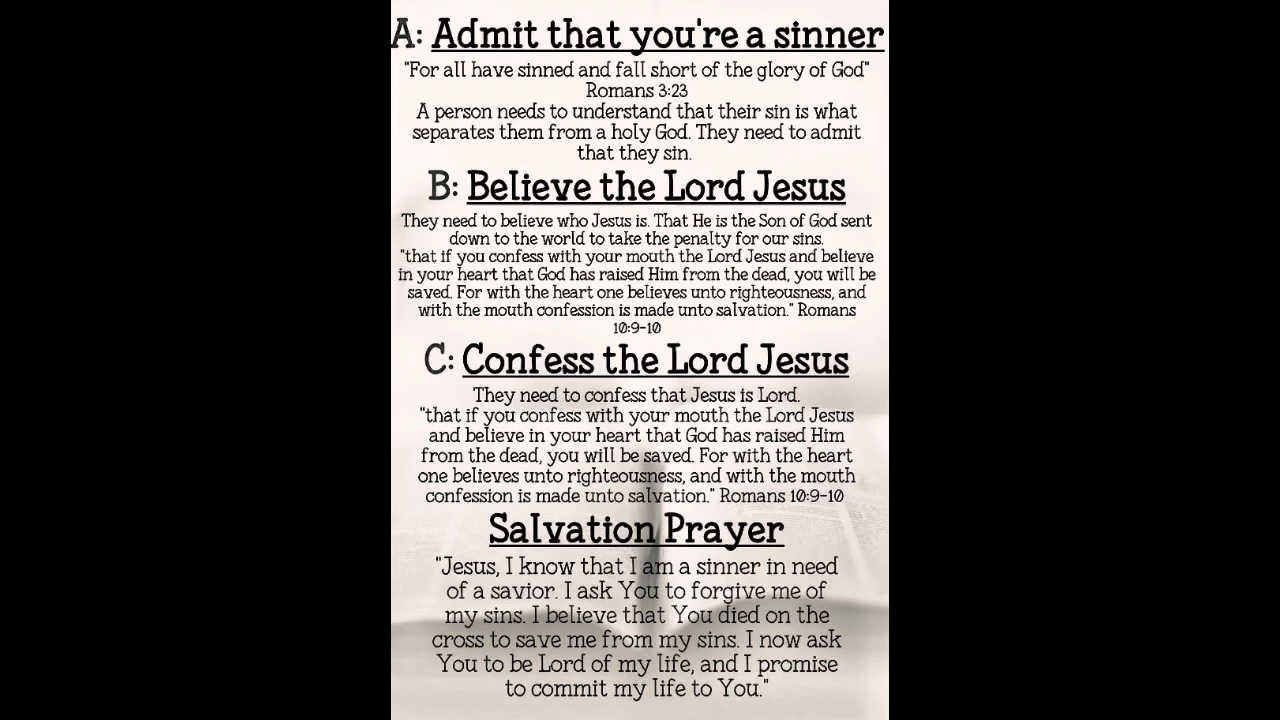 A: Admit that you're a sinner
"For all have sinned and fall short of the glory of God"
Romans 3:23
A person needs to understand that their sin is what
separates them from a holy God. They need to admit
that they sin.
B: Believe the Lord Jesus
They need to believe who Jesus is. That He is the Son of God sent
down to the world to take the penalty for our sins.
"that if you confess with your mouth the Lord Jesus and believe
in your heart that God has raised Him from the dead, you will be
saved. For with the heart one believes unto righteousness, and
with the mouth confession is made unto salvation." Romans
10:9-10
C: Confess the Lord Jesus
They need to confess that Jesus is Lord.
"that if you confess with your mouth the Lord Jesus
and believe in your heart that God has raised Him
from the dead, you will be saved. For with the heart
one believes unto righteousness, and with the mouth
confession is made unto salvation." Romans 10:9-10
Salvation Prayer
"Jesus, I know that I am a sinner in need
of a savior. I ask You to forgive me of
my sins. I believe that You died on the
cross to save me from my sins. I now ask
You to be Lord of my life, and I promise
to commit my life to You."